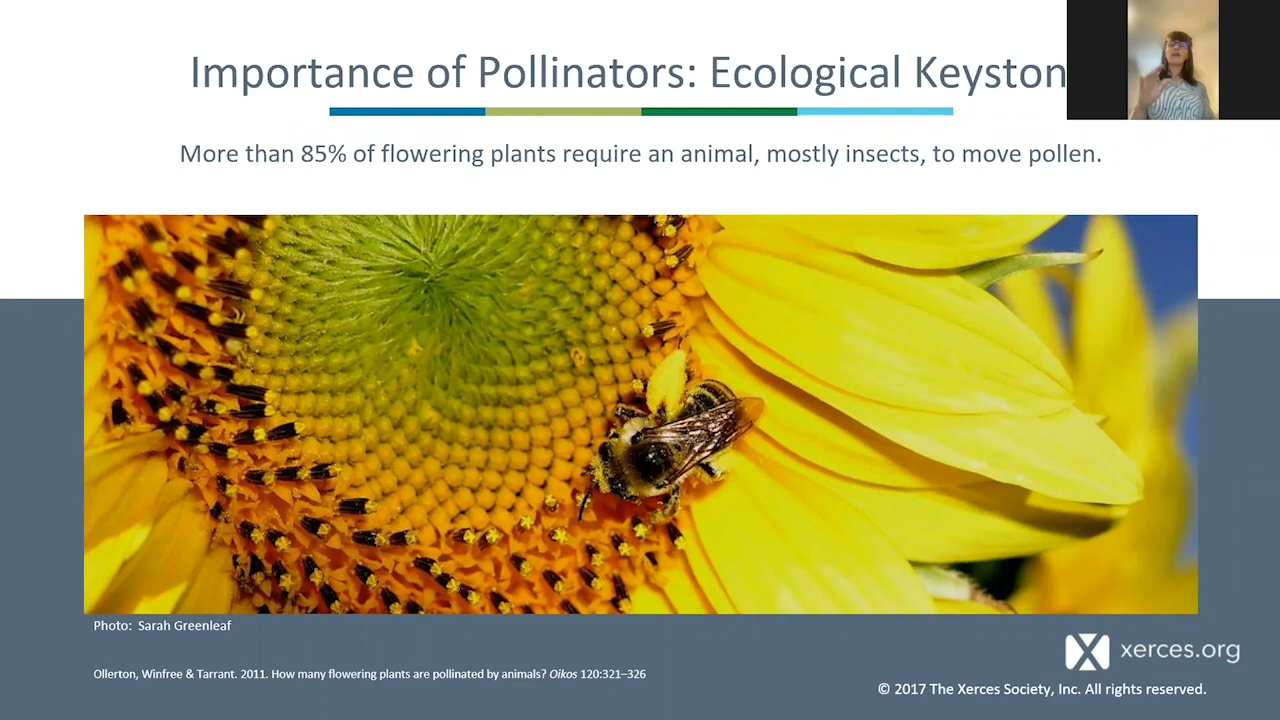 Importance of Pollinators: Ecological Keyston
More than 85% of flowering plants require an animal, mostly insects, to move pollen.
Photo: Sarah Greenleaf
Ollerton, Winfree & Tarrant. 2011. How many flowering plants are pollinated by animals? Oikos 120:321–326
xerces.org
© 2017 The Xerces Society, Inc. All rights reserved.